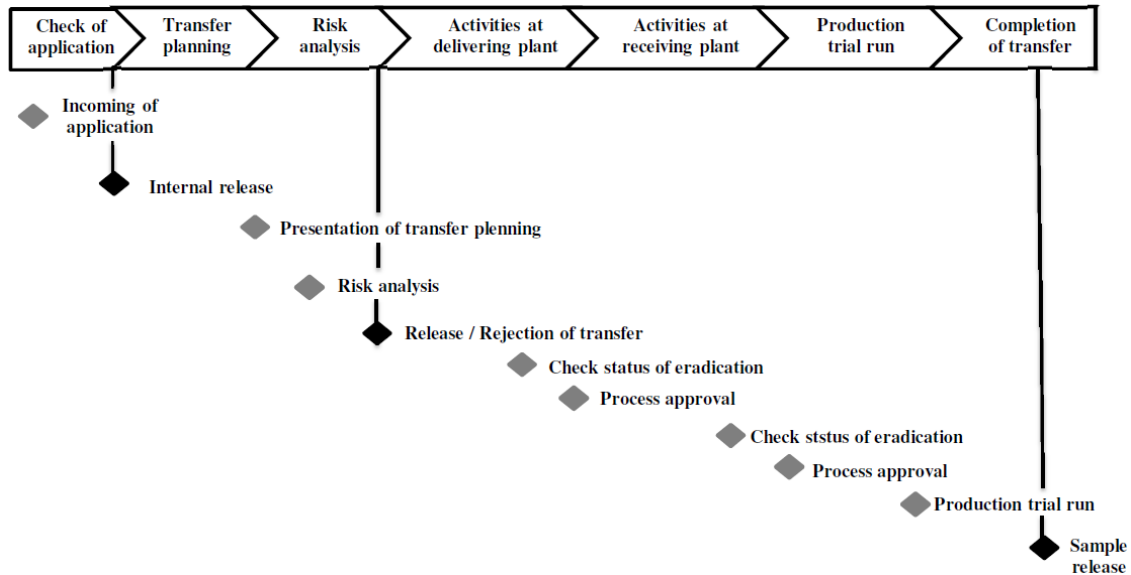 Check of
application
Transfer
planning
Risk
analysis
Activities at
delivering plant
Activities at
receiving plant
Production
trial run
Completion
of transfer
Incoming of
application
Internal release
Presentation of transfer plenning
Risk analysis
Release / Rejection of transfer
Check status of eradication
Process approval
Check ststus of eradication
Process approval
Production trial run
Sample
release